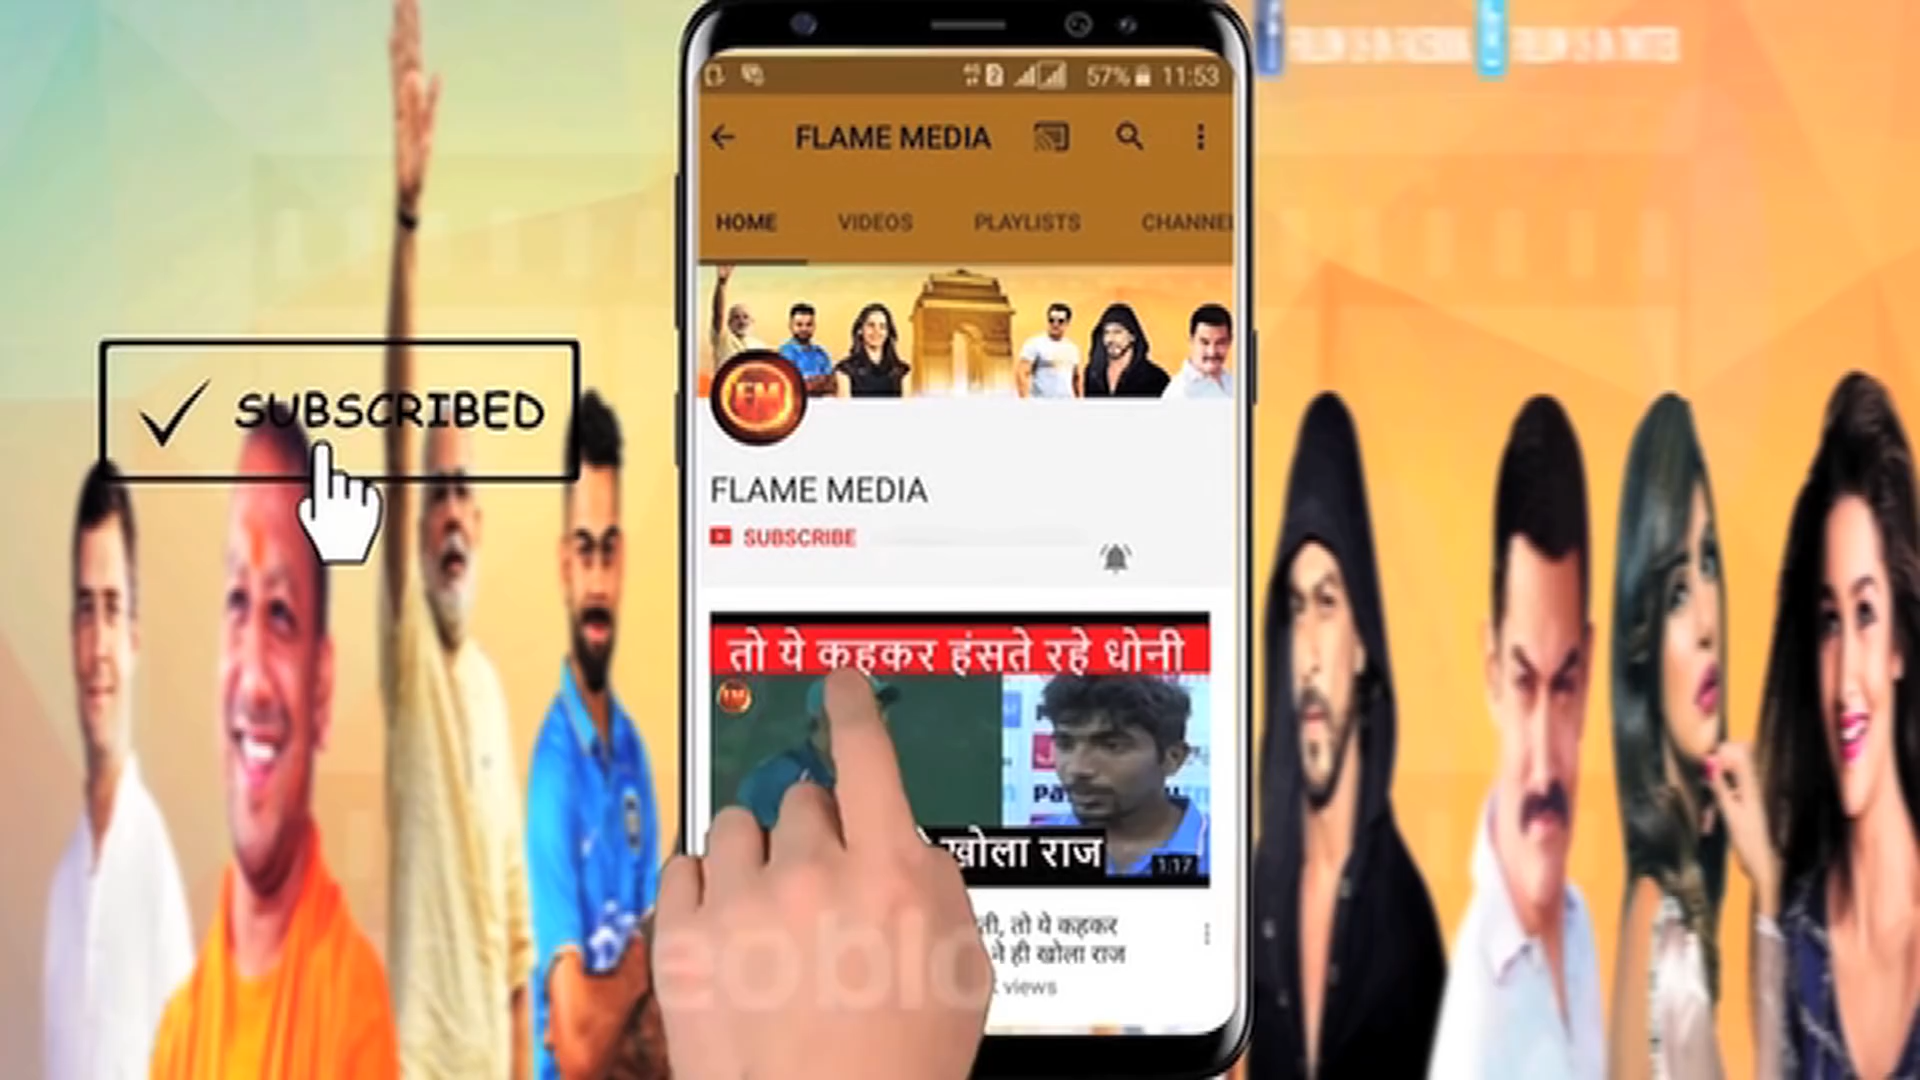 57% 11:53
FLAME MEDIA
HOME VIDEOS PLAYLISTS CHANNEL
SUBSCRIBED
FM
FLAME MEDIA
SUBSCRIBE
तो ये कहकर हंसते रहे धोनी
खोला राज
1:17
तो ये कहकर
ने ही खोला राज
views